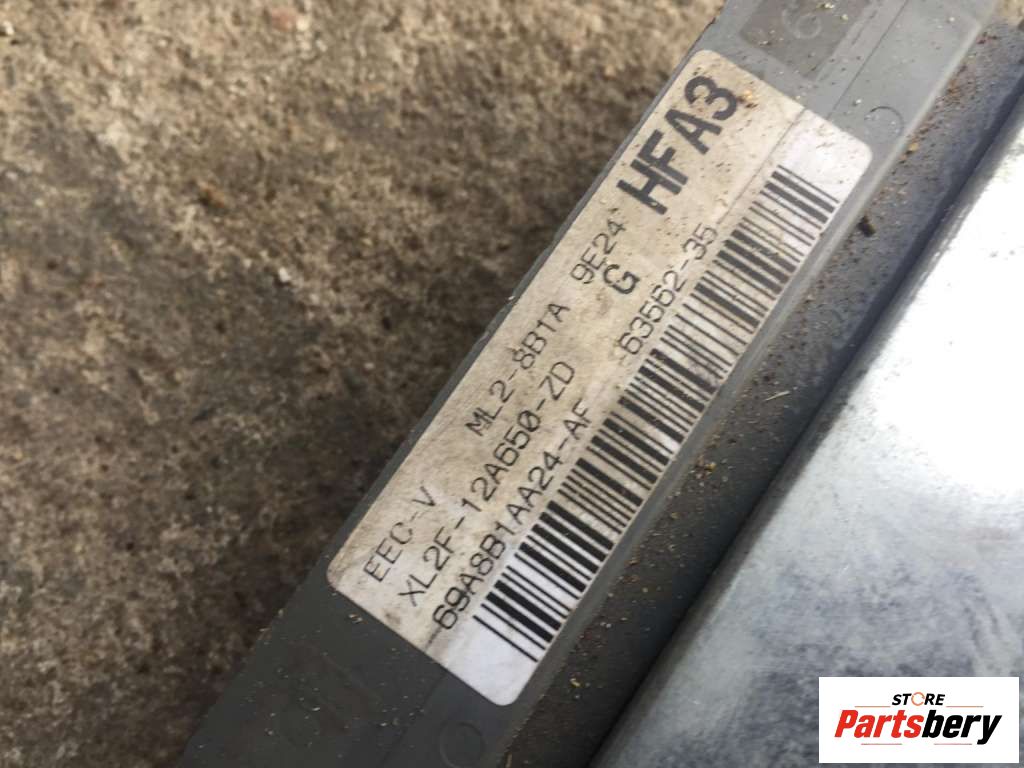 HFA3
ML2-8B1A 9E24
EEC-V G
XL2F-12A650-ZD 63562-35
69A8B1AA24-AF
STORE
Partsbery